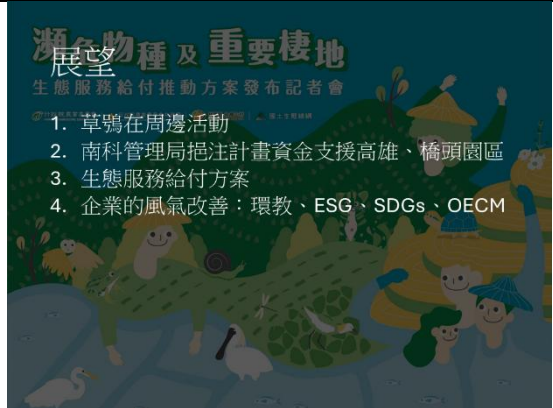 瀕危物種及重要棲地
展望
生態服務給付推動方案發布記者會
1. 草鴞在周邊活動
2. 南科管理局挹注計畫資金支援高雄、橋頭園區
3. 生態服務給付方案
4. 企業的風氣改善：環教、ESG、SDGs、OECM